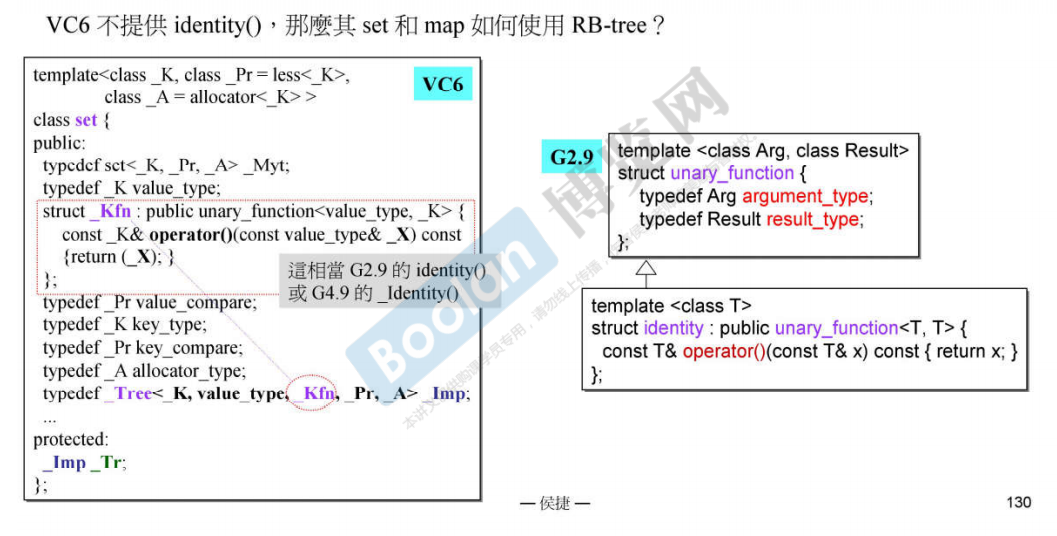 VC6 不提供 identity()，那麼其 set 和 map 如何使用 RB-tree？
VC6
template<class _K, class _Pr = less<_K>,
class _A = allocator<_K> >
class set {
public:
typedef set<_K, _Pr, _A> _Myt;
typedef _K value_type;
struct _Kfn : public unary_function<value_type, _K> {
const _K& operator()(const value_type& _X) const
{return (_X); }
};
這相當 G2.9 的 identity()
或 G4.9 的 _Identity()
typedef _Pr value_compare;
typedef _K key_type;
typedef _Pr key_compare;
typedef _A allocator_type;
typedef _Tree<_K, value_type, _Kfn, _Pr, _A> _Imp;
...
protected:
_Imp _Tr;
};
G2.9
template <class Arg, class Result>
struct unary_function {
typedef Arg argument_type;
typedef Result result_type;
};
template <class T>
struct identity : public unary_function<T, T> {
const T& operator()(const T& x) const { return x; }
};
Boolan
博览网
— 侯捷 —
130